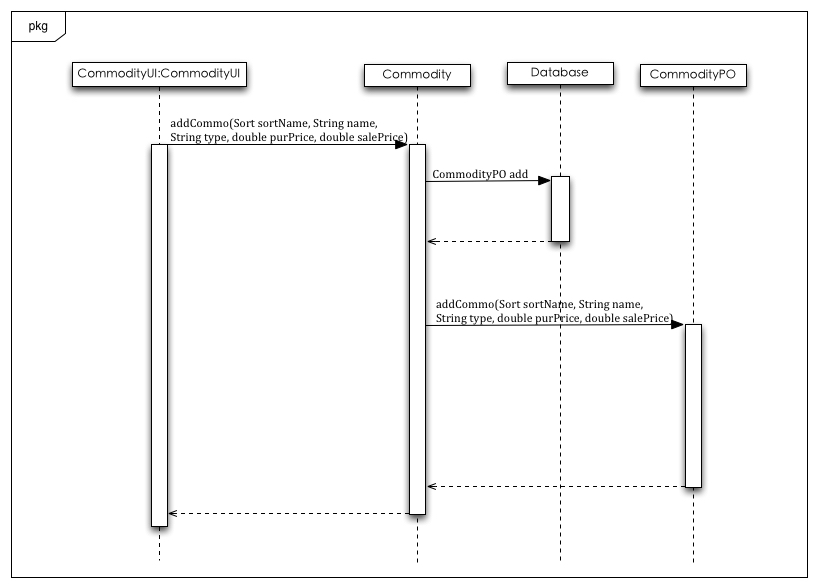 pkg
CommodityUI:CommodityUI
Commodity
Database
CommodityPO
addCommo(Sort sortName, String name,
String type, double purPrice, double salePrice)
CommodityPO add
addCommo(Sort sortName, String name,
String type, double purPrice, double salePrice)